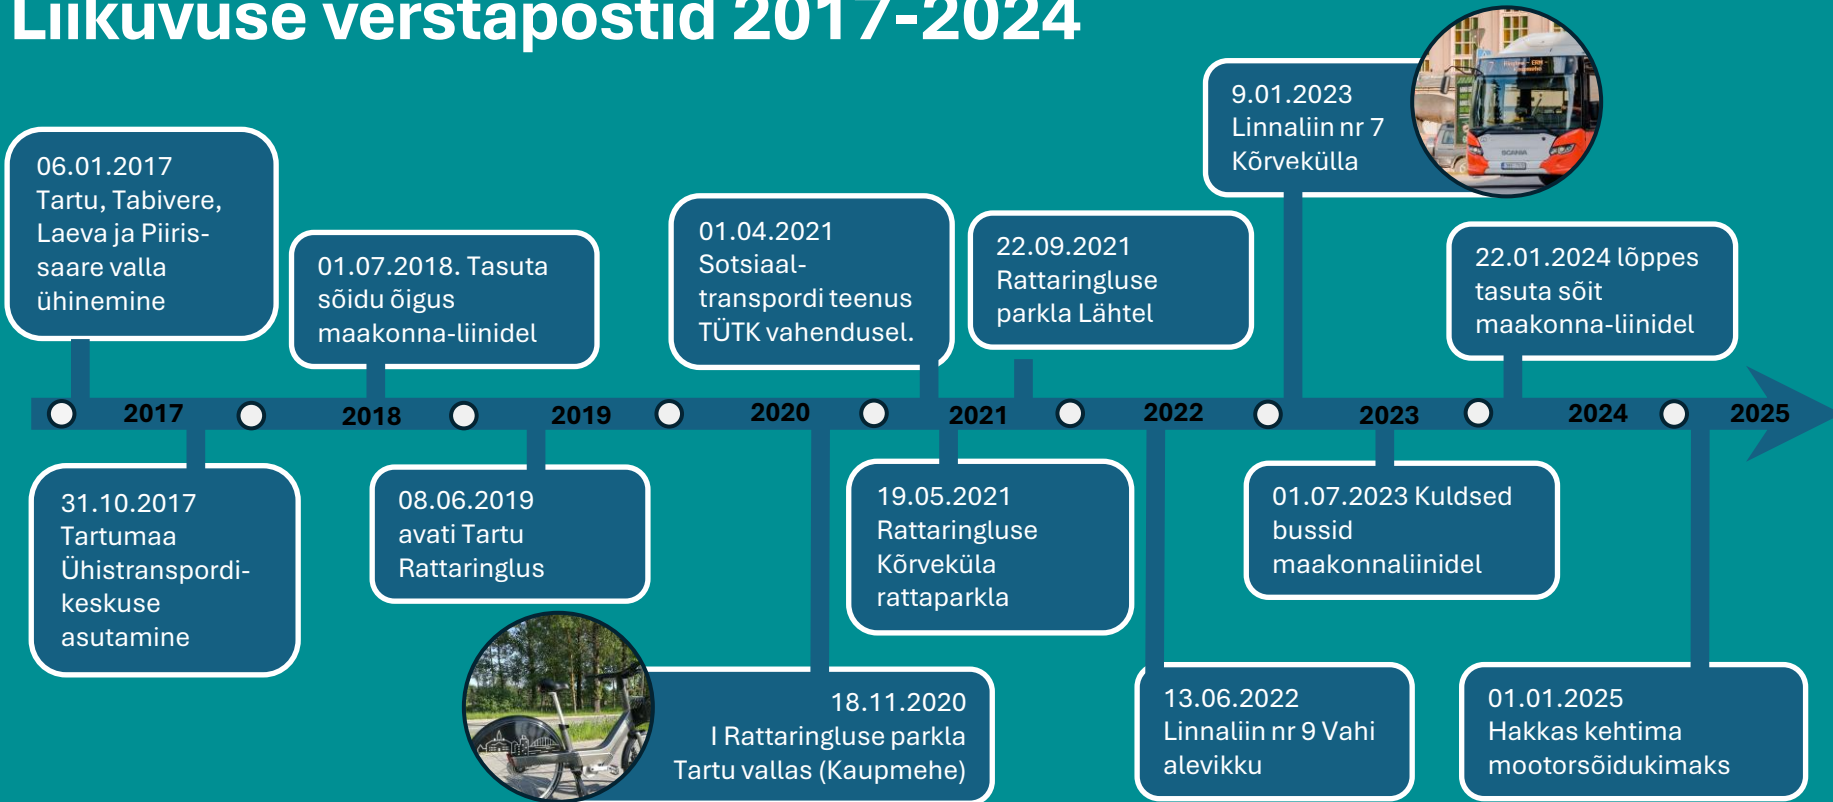 Liikuvuse verstapostid 2017-2024
06.01.2017
Tartu, Tabivere,
Laeva ja Piiris-
saare valla
ühinemine
01.07.2018. Tasuta
sõidu õigus
maakonna-liinidel
01.04.2021
Sotsiaal-
transpordi teenus
TÜTK vahendusel.
22.09.2021
Rattaringluse
parkla Lähtel
9.01.2023
Linnaliin nr 7
Kõrvekülla
7
SCANIA
22.01.2024 lõppes
tasuta sõit
maakonna-liinidel
2017
2018
2019
2020
2021
2022
2023
2024
2025
31.10.2017
Tartumaa
Ühistranspordi-
keskuse
asutamine
08.06.2019
avati Tartu
Rattaringlus
18.11.2020
I Rattaringluse parkla
Tartu vallas (Kaupmehe)
19.05.2021
Rattaringluse
Kõrveküla
rattaparkla
13.06.2022
Linnaliin nr 9 Vahi
alevikku
01.07.2023 Kuldsed
bussid
maakonnaliinidel
01.01.2025
Hakkas kehtima
mootorsõidukimaks